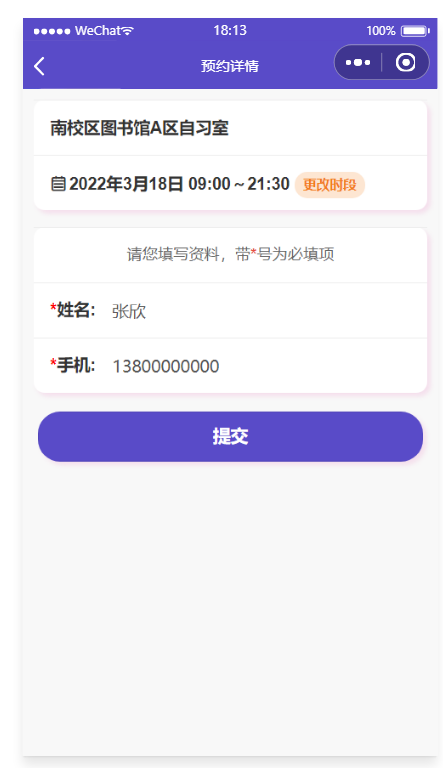 WeChat 18:13 100%
预约详情
南校区图书馆A区自习室
2022年3月18日 09:00～21:30 更改时段
请您填写资料，带*号为必填项
*姓名: 张欣
*手机: 13800000000
提交